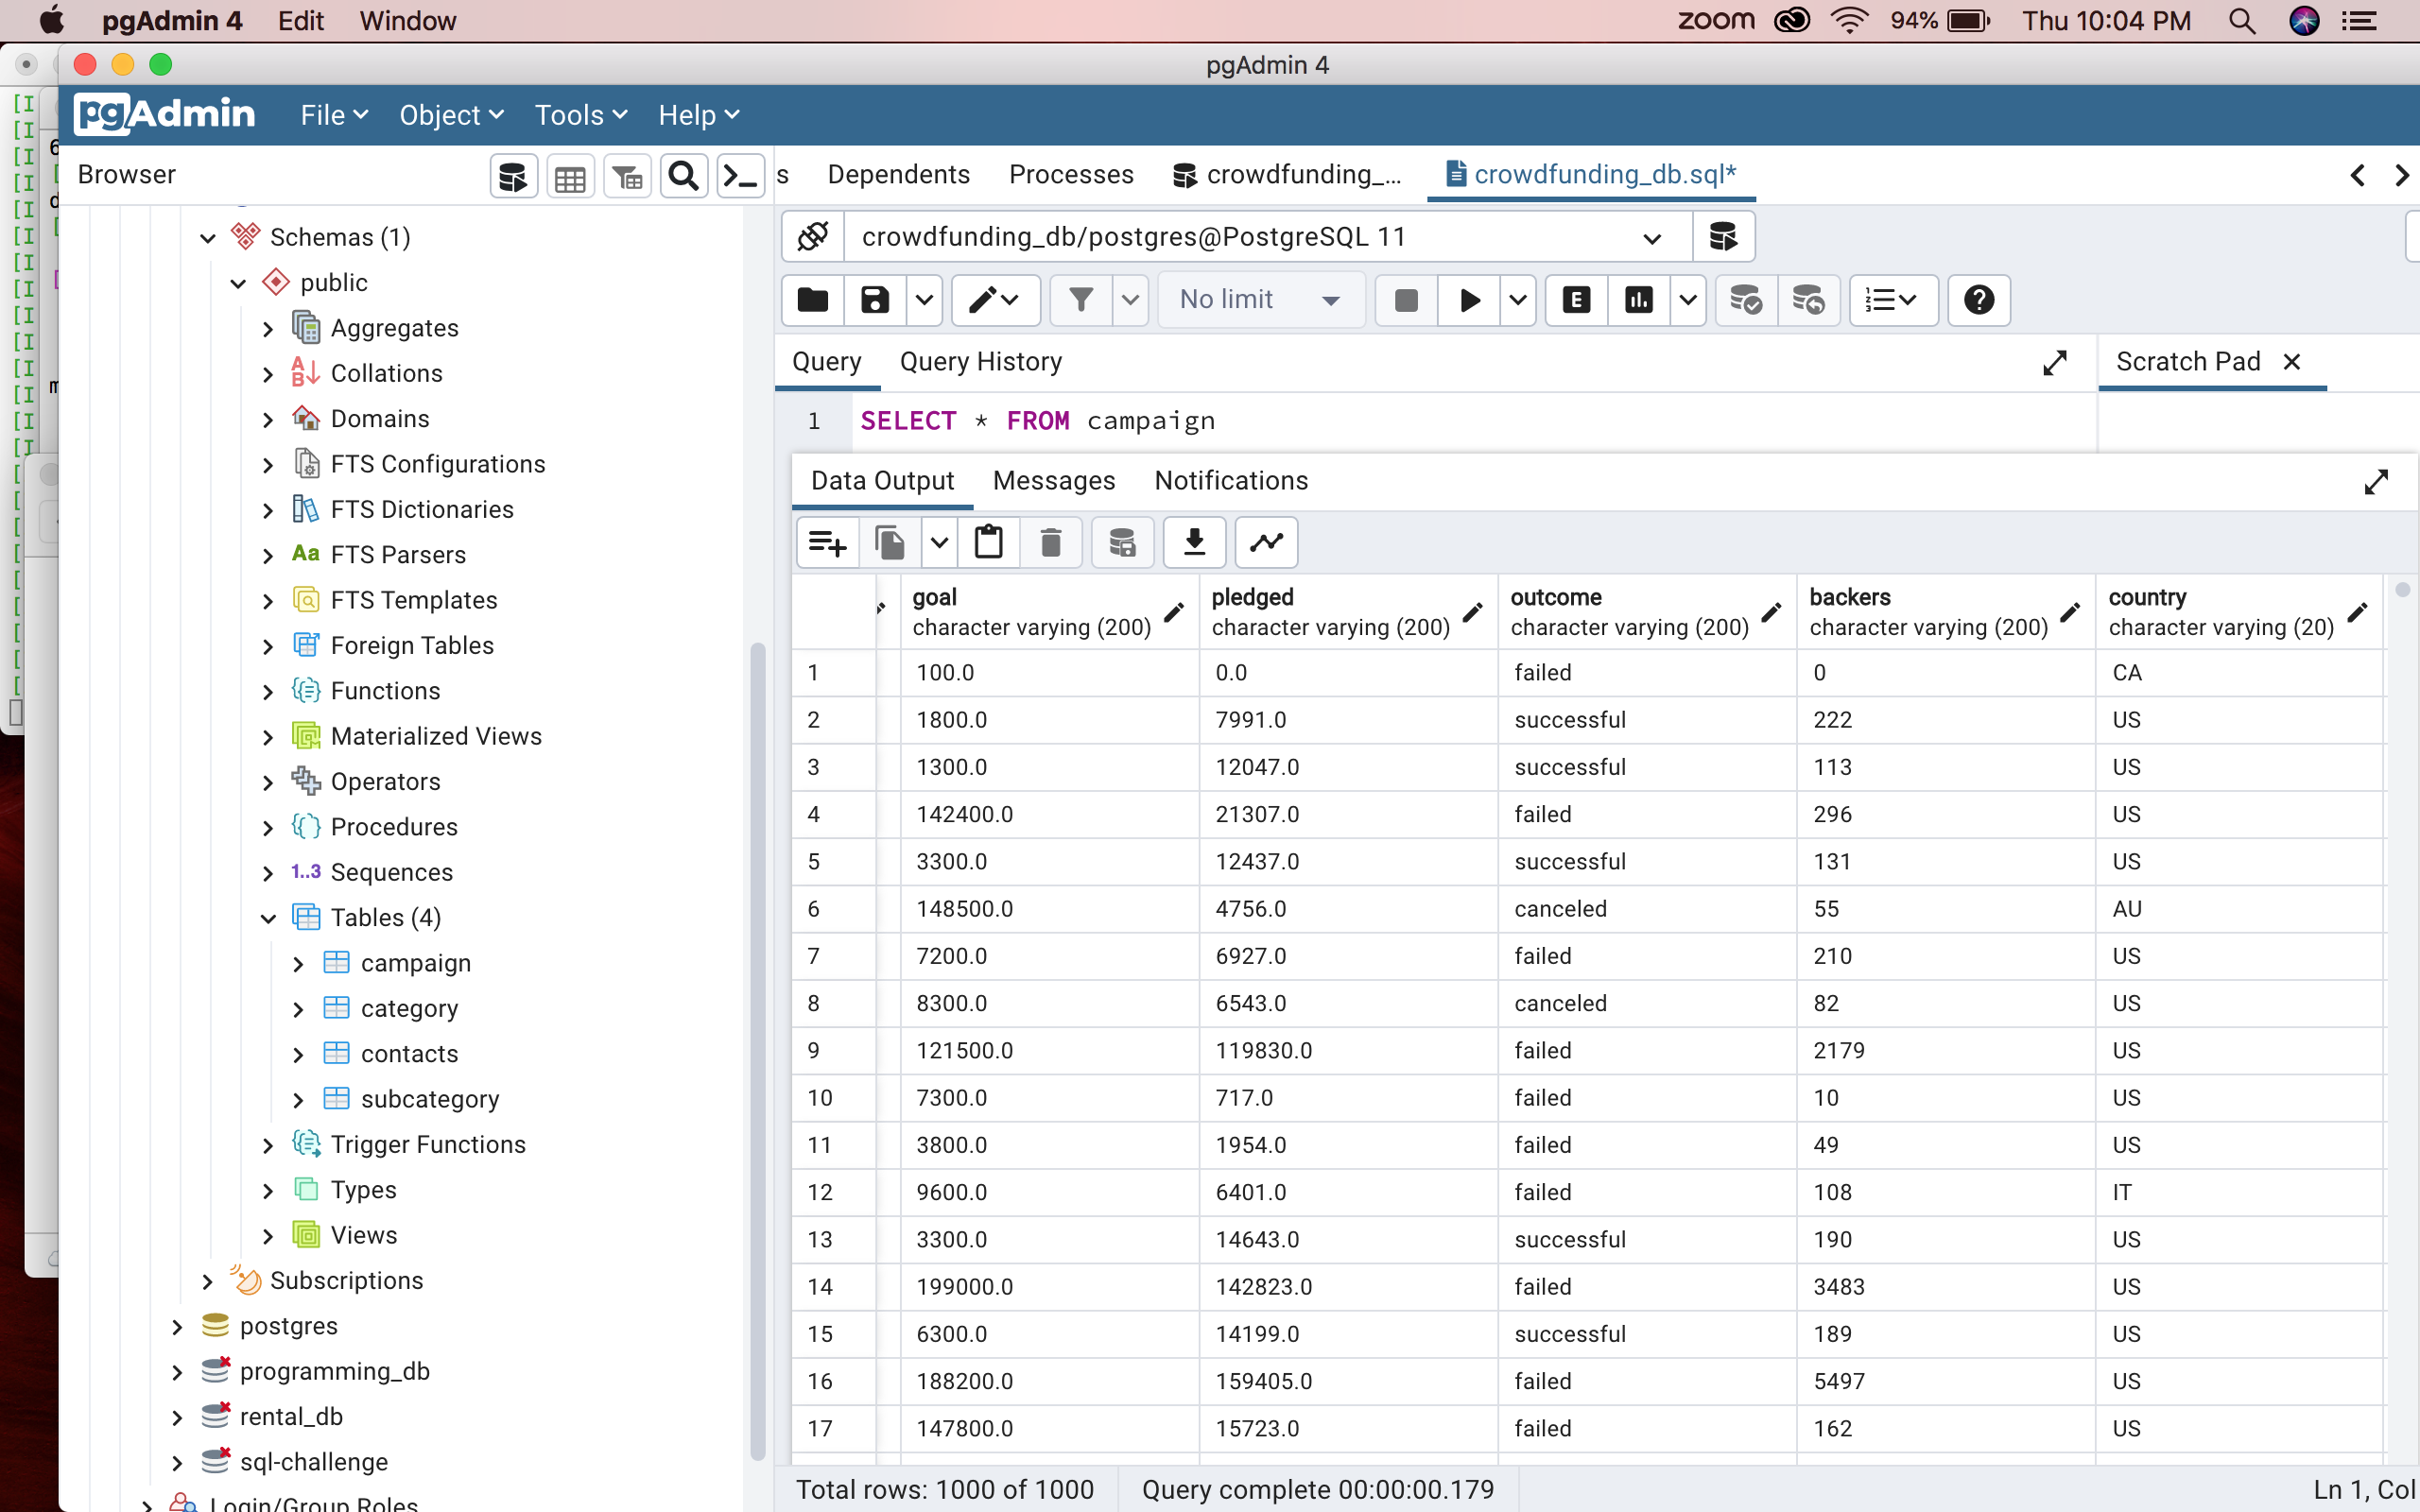 pgAdmin 4 Edit Window zoom 94% Thu 10:04 PM
pgAdmin 4
pgAdmin File Object Tools Help
Browser
s Dependents Processes crowdfunding_... crowdfunding_db.sql*
crowdfunding_db/postgres@PostgreSQL 11
No limit
Query Query History Scratch Pad
1 SELECT * FROM campaign
Schemas (1)
public
Aggregates
Collations
Domains
FTS Configurations
FTS Dictionaries
Aa FTS Parsers
FTS Templates
Foreign Tables
Functions
Materialized Views
Operators
Procedures
1..3 Sequences
Tables (4)
campaign
category
contacts
subcategory
Trigger Functions
Types
Views
Subscriptions
postgres
programming_db
rental_db
sql-challenge
Login/Group Roles
Data Output Messages Notifications
goal pledged outcome backers country
character varying (200) character varying (200) character varying (200) character varying (200) character varying (20)
1 100.0 0.0 failed 0 CA
2 1800.0 7991.0 successful 222 US
3 1300.0 12047.0 successful 113 US
4 142400.0 21307.0 failed 296 US
5 3300.0 12437.0 successful 131 US
6 148500.0 4756.0 canceled 55 AU
7 7200.0 6927.0 failed 210 US
8 8300.0 6543.0 canceled 82 US
9 121500.0 119830.0 failed 2179 US
10 7300.0 717.0 failed 10 US
11 3800.0 1954.0 failed 49 US
12 9600.0 6401.0 failed 108 IT
13 3300.0 14643.0 successful 190 US
14 199000.0 142823.0 failed 3483 US
15 6300.0 14199.0 successful 189 US
16 188200.0 159405.0 failed 5497 US
17 147800.0 15723.0 failed 162 US
Total rows: 1000 of 1000 Query complete 00:00:00.179 Ln 1, Col